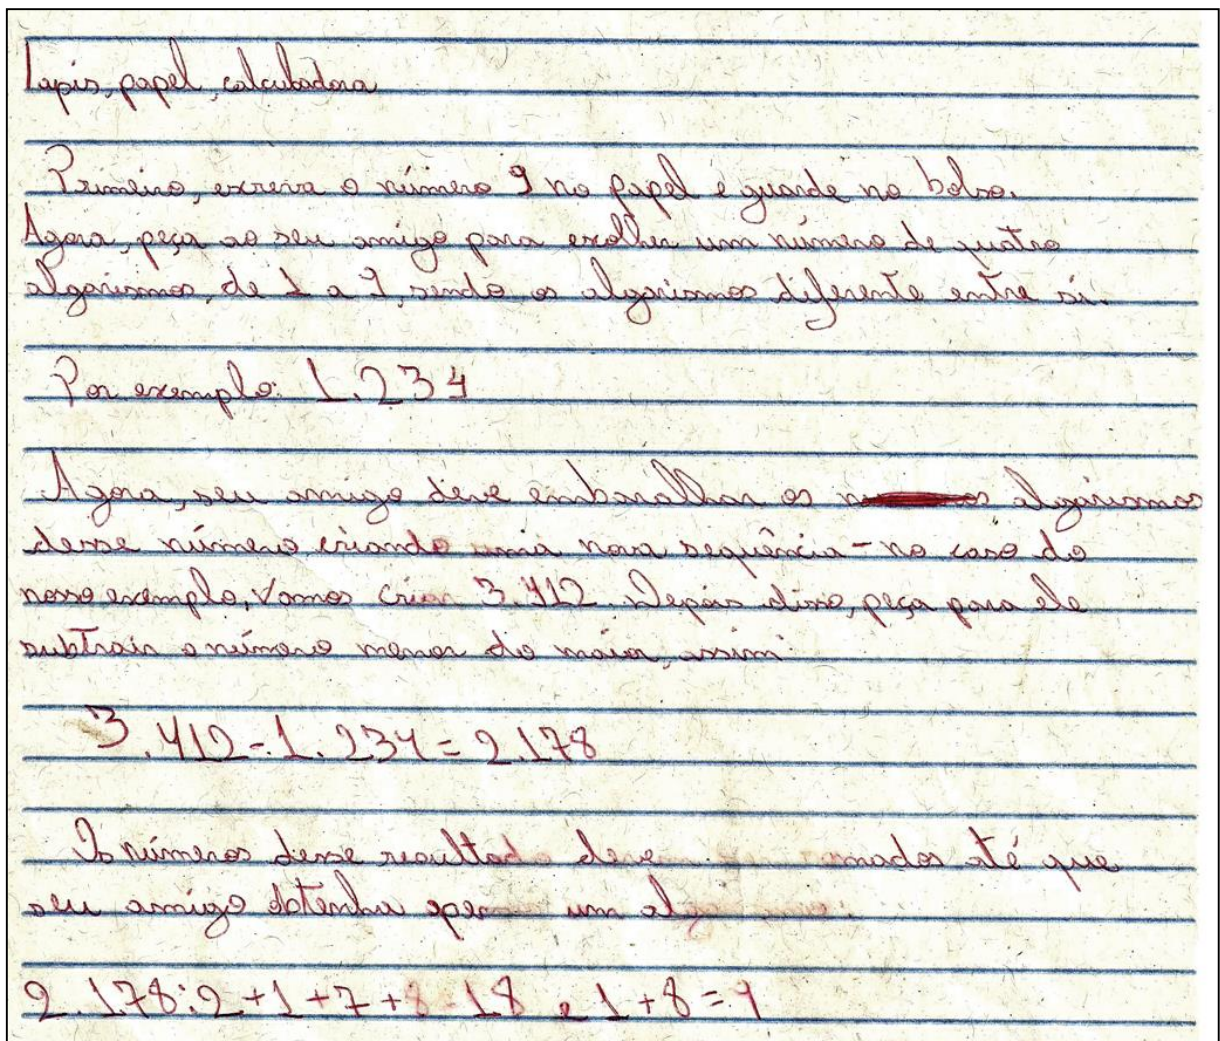 Lapis, papel, calculadora
Primeiro, escreva o número 9 no papel e guarde no bolso.
Agora, peça ao seu amigo para escolher um número de quatro
algarismos, de 1 a 9, sendo os algarismos diferente entre si.
Por exemplo: 1.234
Agora, seu amigo deve embaralhar os algarismos
desse número criando uma nova sequência - no caso do
nosso exemplo, vamos criar 3.412. Depois disso, peça para ele
subtrair o número menor do maior, assim
3.412-1.234=2.178
Os números desse resultado devem mados até que
seu amigo obtenha apenas um
2.178:2+1+7+8=18 e 1+8=9